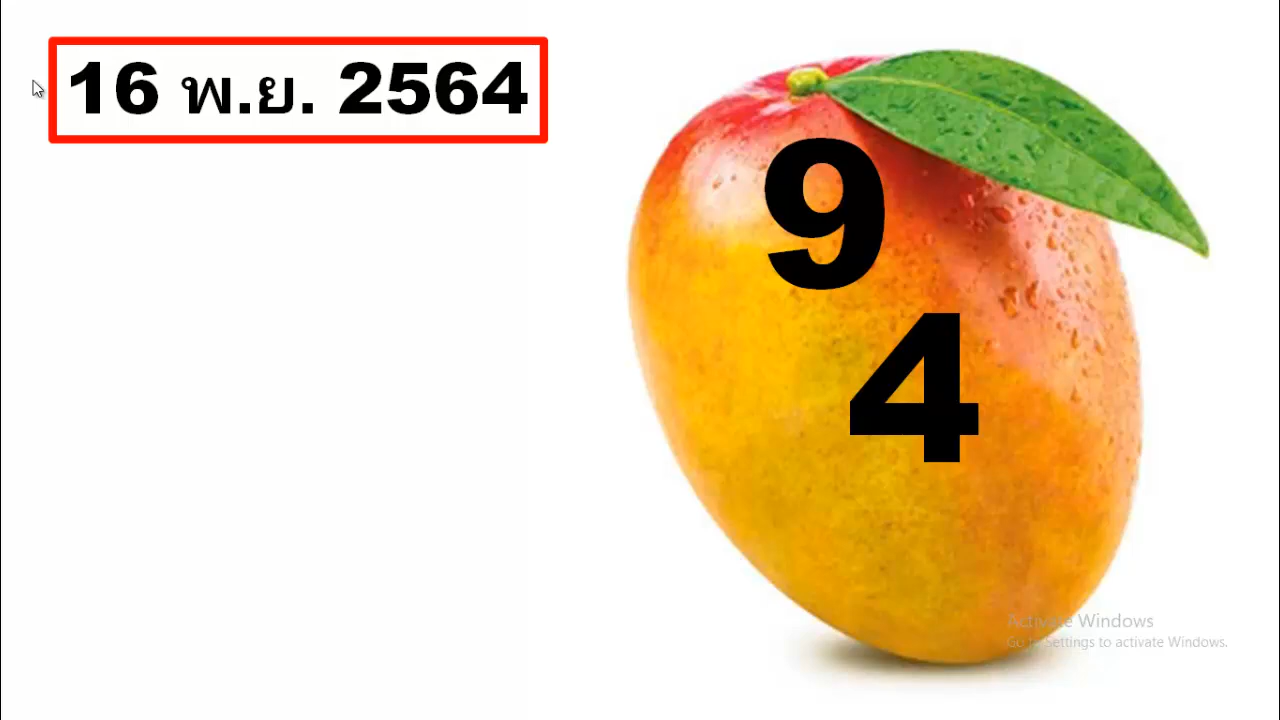 16 พ.ย. 2564
9
4
Activate Windows
Go to Settings to activate Windows.